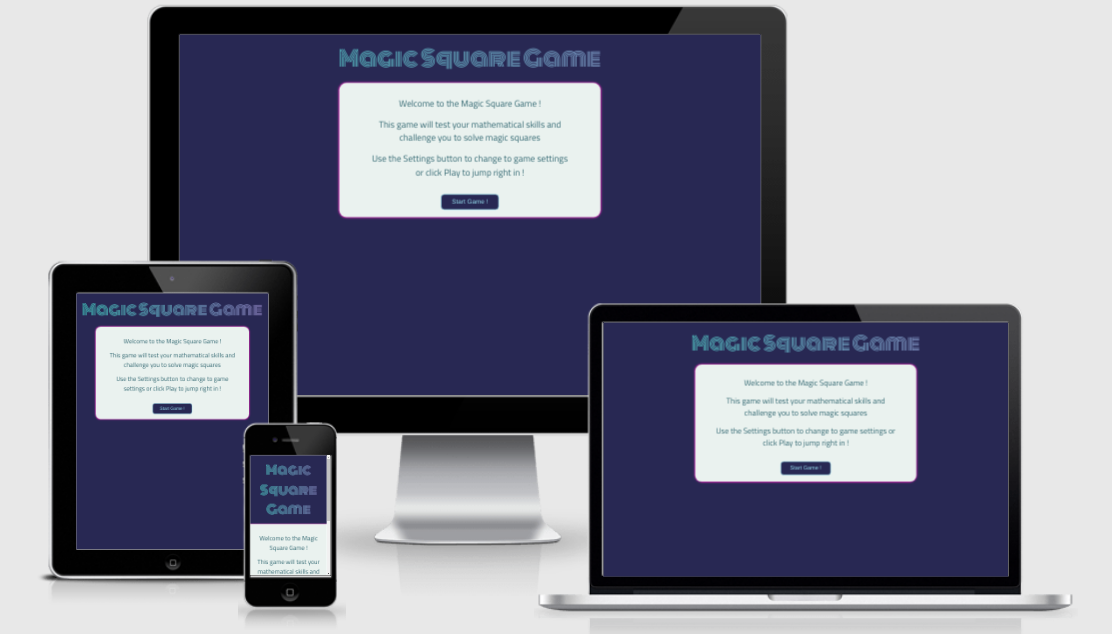 Magic Square Game
Welcome to the Magic Square Game !
This game will test your mathematical skills and
challenge you to solve magic squares
Use the Settings button to change to game settings
or click Play to jump right in !
Start Game !
Magic Square Game
Welcome to the Magic Square Game !
This game will test your mathematical skills and
challenge you to solve magic squares
Use the Settings button to change to game
settings or click Play to jump right in !
Start Game !
Magic
Square
Game
Welcome to the Magic
Square Game !
This game will test your
mathematical skills and
Magic Square Game
Welcome to the Magic Square Game !
This game will test your mathematical skills and
challenge you to solve magic squares
Use the Settings button to change to game settings or
click Play to jump right in !
Start Game !